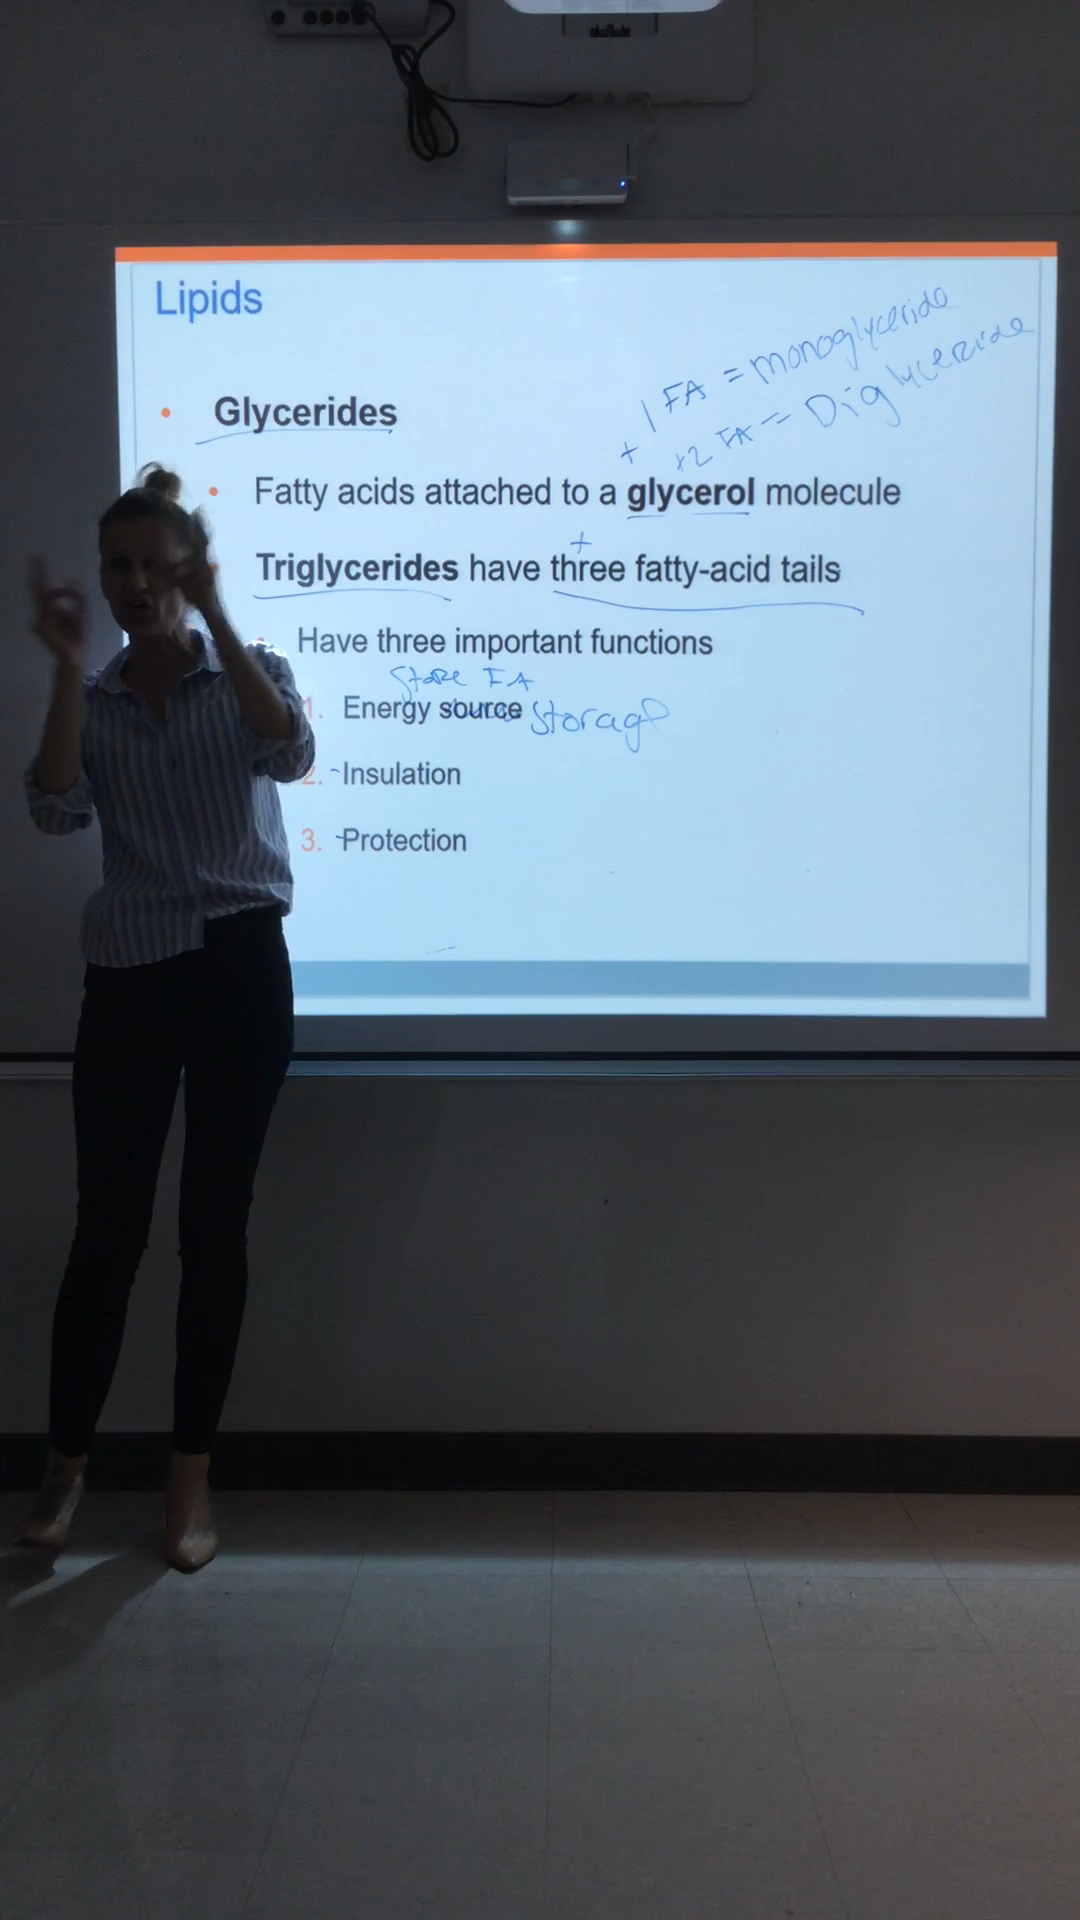 Lipids
+ 1 FA = monoglyceride
+2 FA = Diglyceride
• Glycerides
• Fatty acids attached to a glycerol molecule
+
Triglycerides have three fatty-acid tails
Have three important functions
Store FA
1. Energy source Storage
2. -Insulation
3. -Protection